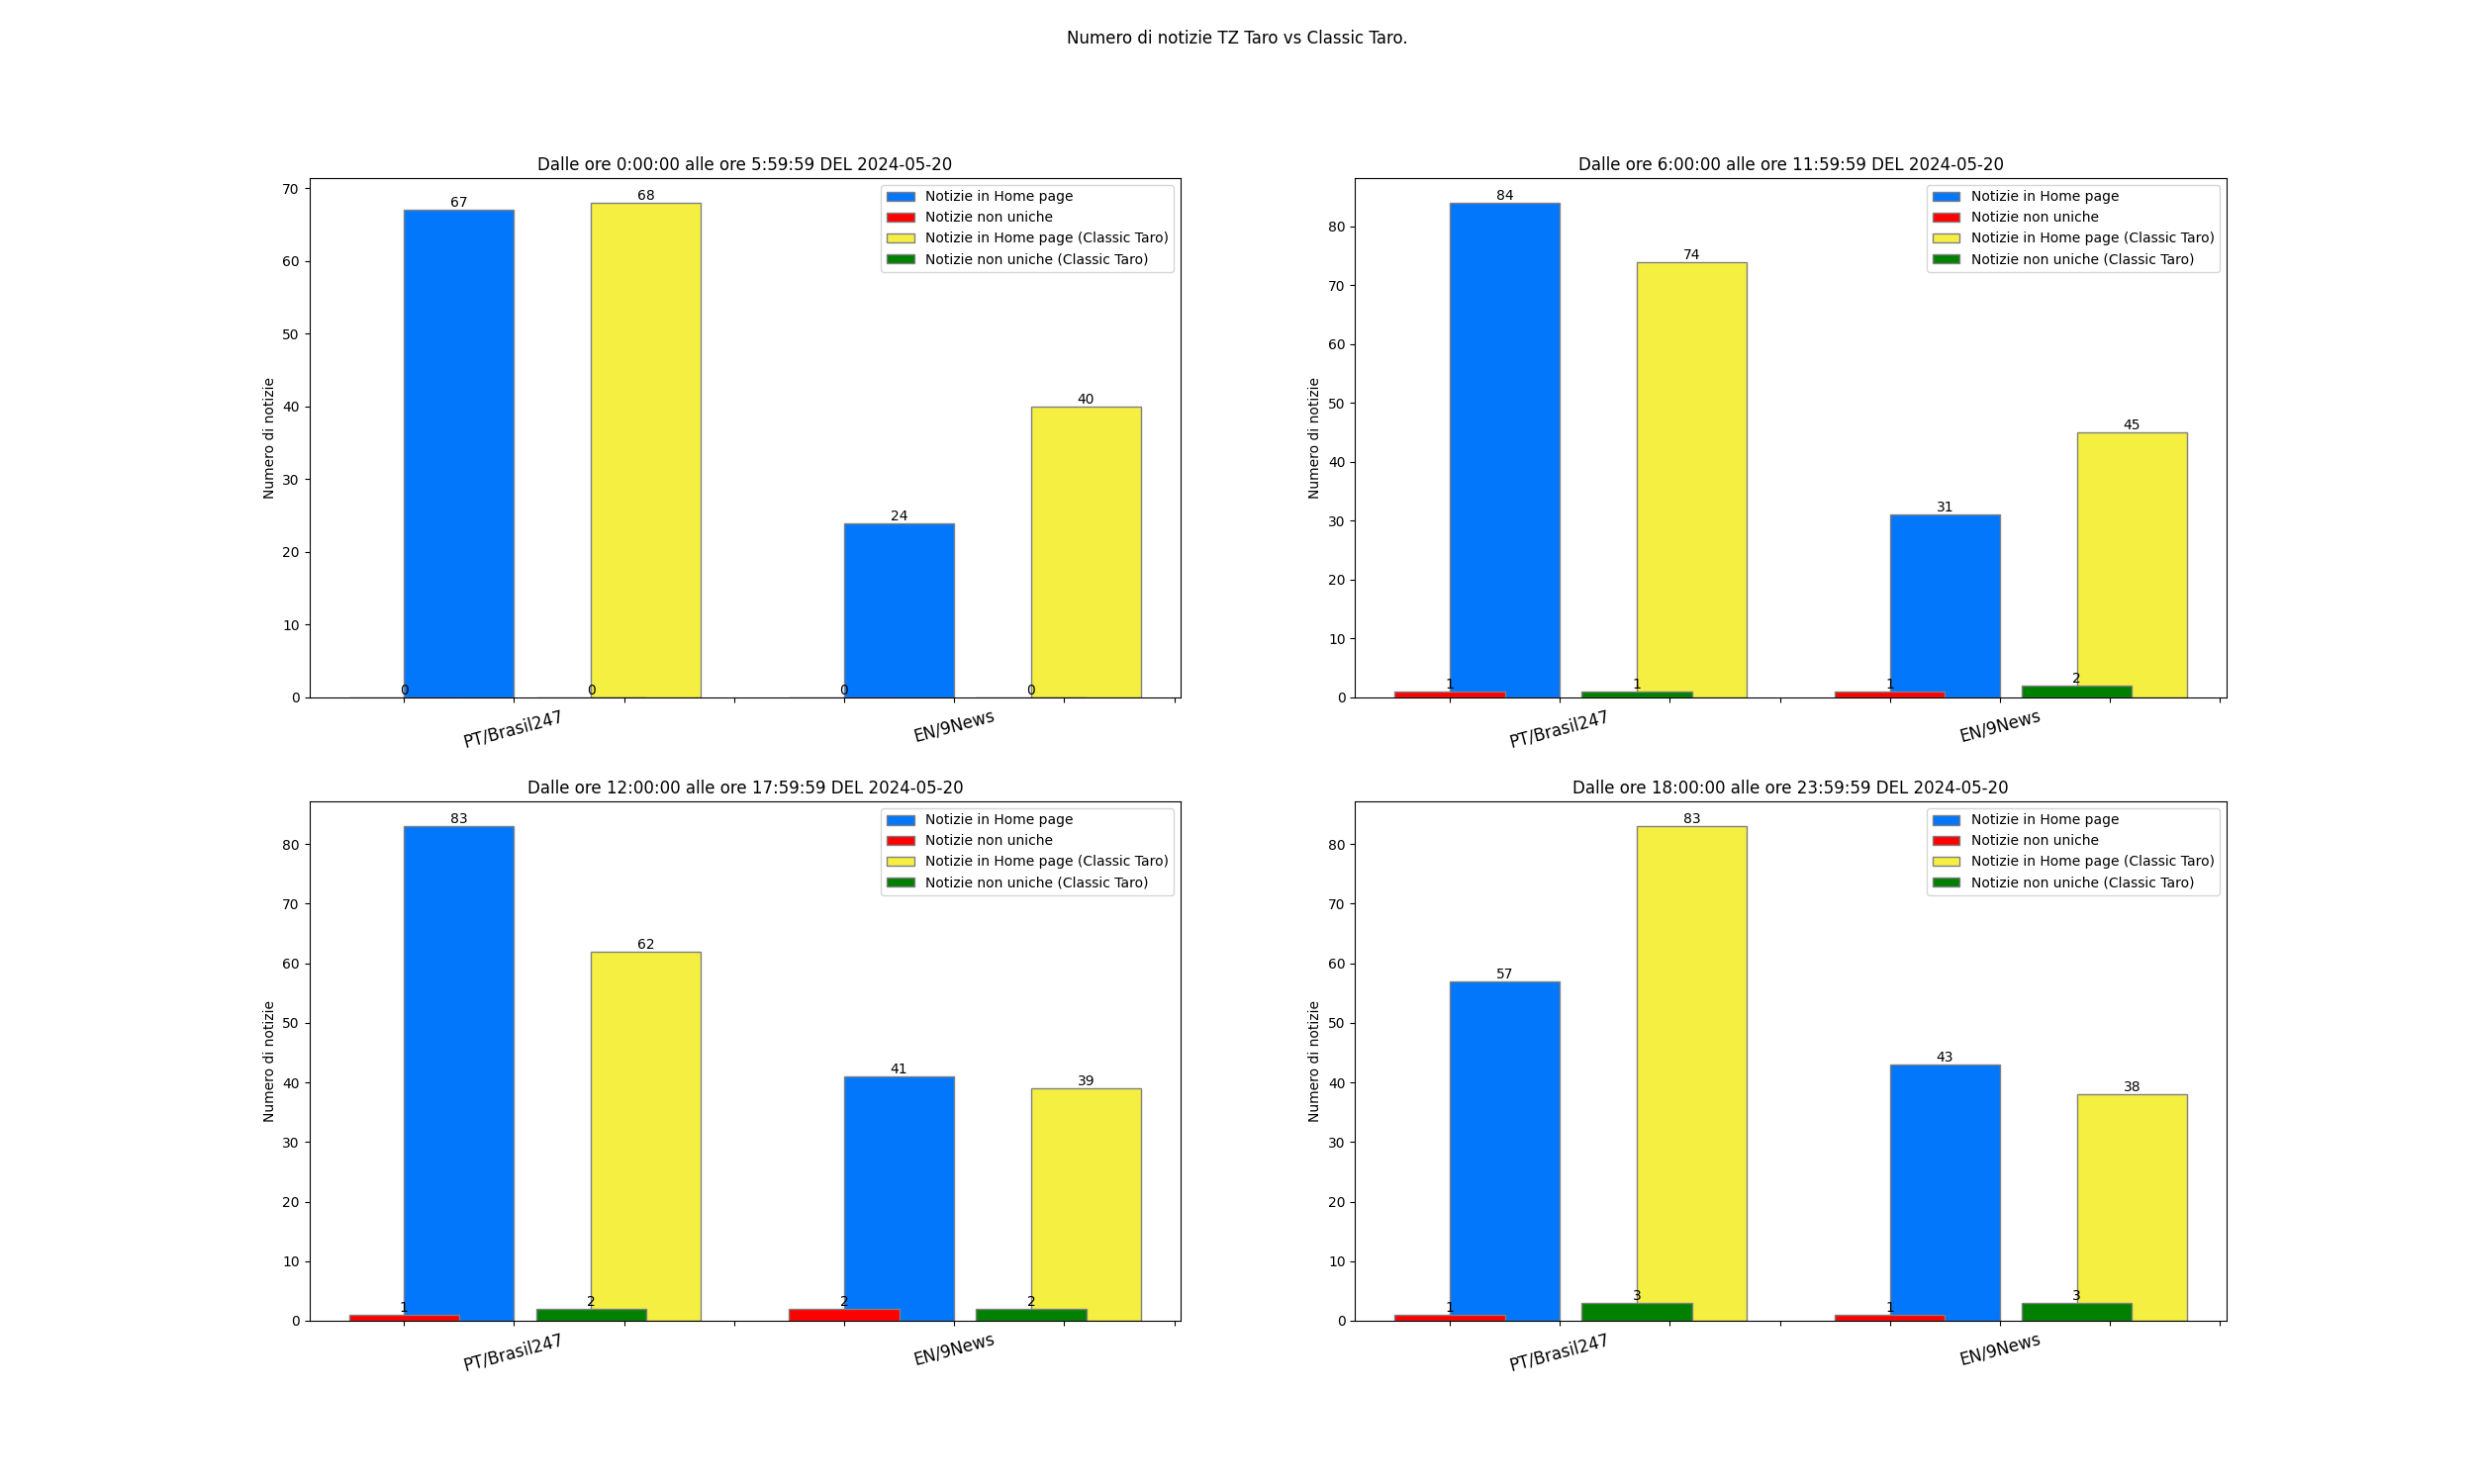 Numero di notizie TZ Taro vs Classic Taro.
Dalle ore 0:00:00 alle ore 5:59:59 DEL 2024-05-20
Numero di notizie
70
60
50
40
30
20
10
0
67
68
24
40
0
0
0
0
Notizie in Home page
Notizie non uniche
Notizie in Home page (Classic Taro)
Notizie non uniche (Classic Taro)
PT/Brasil247
EN/9News
Dalle ore 6:00:00 alle ore 11:59:59 DEL 2024-05-20
Numero di notizie
80
70
60
50
40
30
20
10
0
84
74
31
45
1
1
1
2
Notizie in Home page
Notizie non uniche
Notizie in Home page (Classic Taro)
Notizie non uniche (Classic Taro)
PT/Brasil247
EN/9News
Dalle ore 12:00:00 alle ore 17:59:59 DEL 2024-05-20
Numero di notizie
80
70
60
50
40
30
20
10
0
83
62
41
39
1
2
2
2
Notizie in Home page
Notizie non uniche
Notizie in Home page (Classic Taro)
Notizie non uniche (Classic Taro)
PT/Brasil247
EN/9News
Dalle ore 18:00:00 alle ore 23:59:59 DEL 2024-05-20
Numero di notizie
80
70
60
50
40
30
20
10
0
57
83
43
38
1
3
1
3
Notizie in Home page
Notizie non uniche
Notizie in Home page (Classic Taro)
Notizie non uniche (Classic Taro)
PT/Brasil247
EN/9News